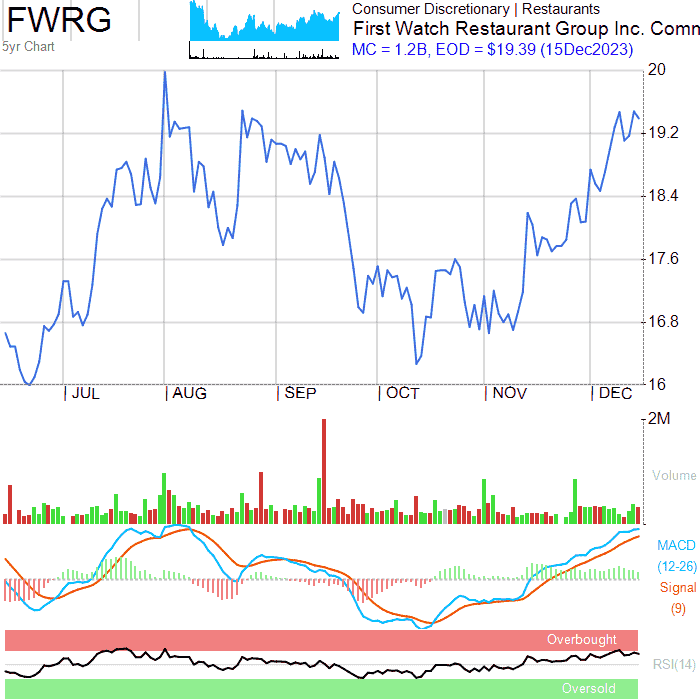 FWRG
5yr Chart
Consumer Discretionary | Restaurants
First Watch Restaurant Group Inc. Comn
MC = 1.2B, EOD = $19.39 (15Dec2023)
20
19.2
18.4
17.6
16.8
16
JUL AUG SEP OCT NOV DEC
2M
Volume
MACD
(12-26)
Signal
(9)
Overbought
RSI(14)
Oversold